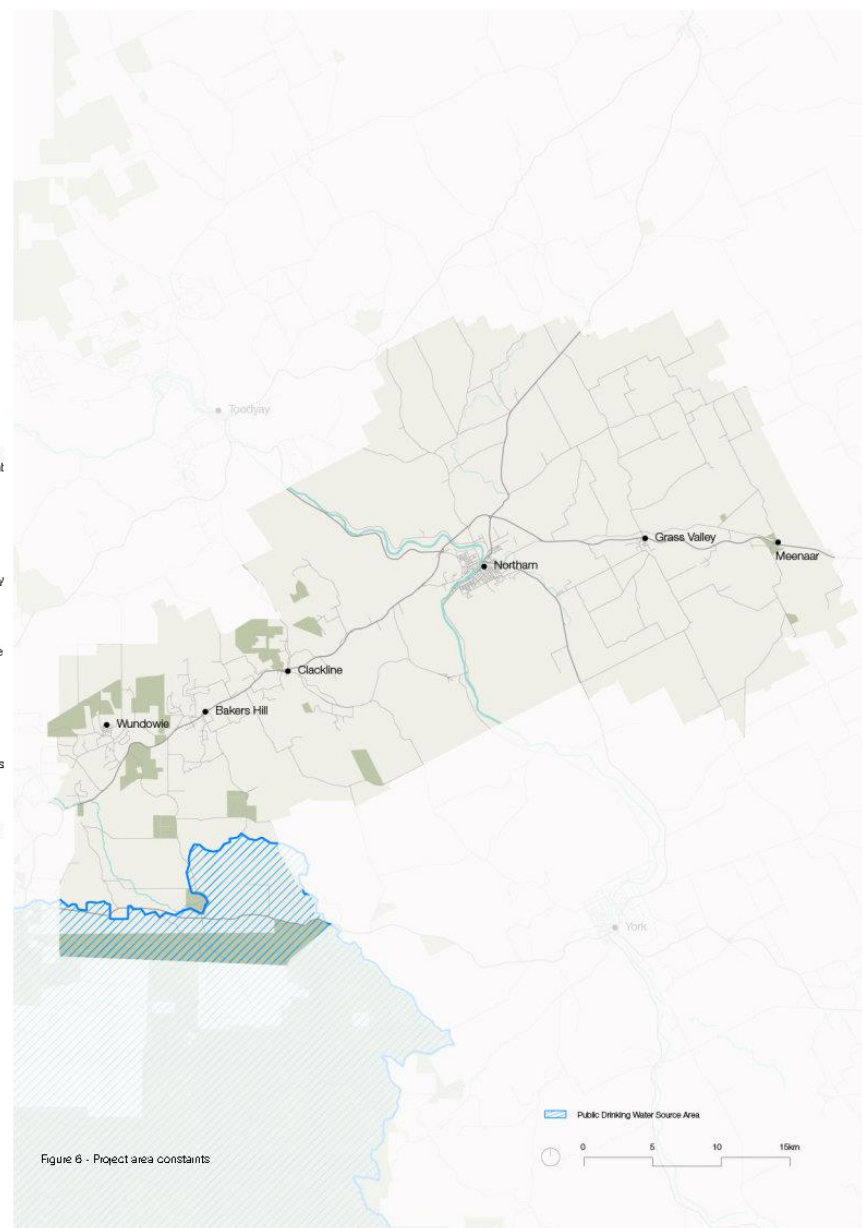 Toodyay
Grass Valley
Meenaar
Northam
Clackline
Bakers Hill
Wundowie
York
Public Drinking Water Source Area
0 5 10 15km
Figure 6 - Project area constaints